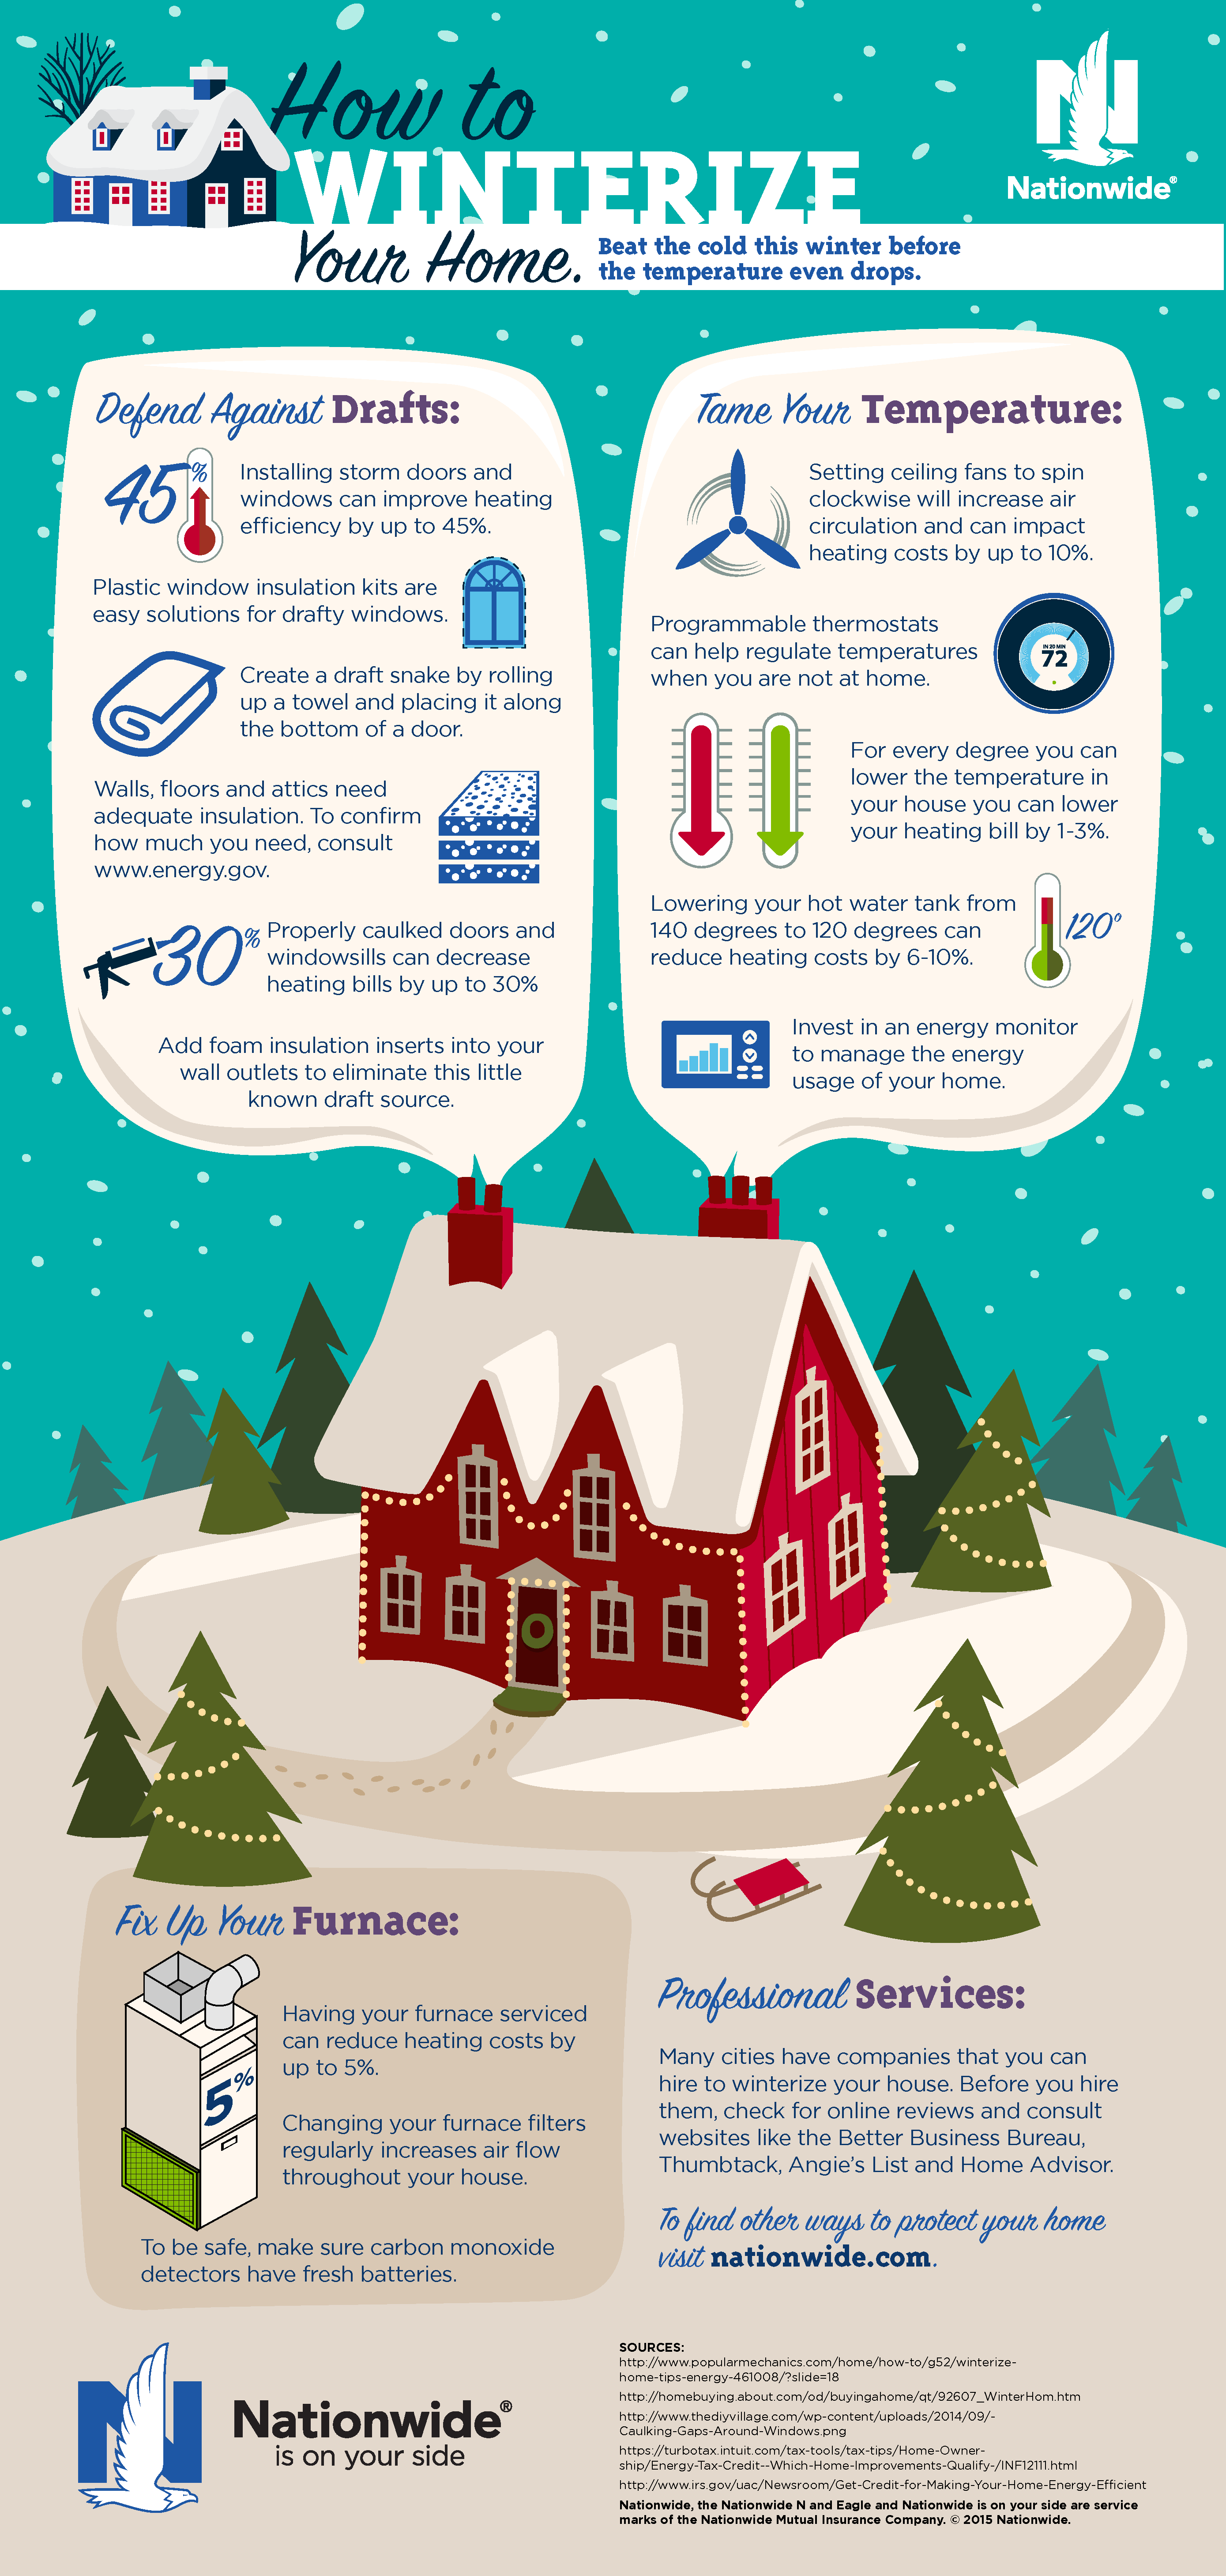 How to
WINTERIZE
Your Home.
Beat the cold this winter before
the temperature even drops.
Nationwide®
Defend Against Drafts:
45%
Installing storm doors and
windows can improve heating
efficiency by up to 45%.
Plastic window insulation kits are
easy solutions for drafty windows.
Create a draft snake by rolling
up a towel and placing it along
the bottom of a door.
Walls, floors and attics need
adequate insulation. To confirm
how much you need, consult
www.energy.gov.
30%
Properly caulked doors and
windowsills can decrease
heating bills by up to 30%
Add foam insulation inserts into your
wall outlets to eliminate this little
known draft source.
Tame Your Temperature:
Setting ceiling fans to spin
clockwise will increase air
circulation and can impact
heating costs by up to 10%.
Programmable thermostats
can help regulate temperatures
when you are not at home.
IN 20 MIN
72
For every degree you can
lower the temperature in
your house you can lower
your heating bill by 1-3%.
Lowering your hot water tank from
140 degrees to 120 degrees can
reduce heating costs by 6-10%.
120°
Invest in an energy monitor
to manage the energy
usage of your home.
Fix Up Your Furnace:
5%
Having your furnace serviced
can reduce heating costs by
up to 5%.
Changing your furnace filters
regularly increases air flow
throughout your house.
To be safe, make sure carbon monoxide
detectors have fresh batteries.
Professional Services:
Many cities have companies that you can
hire to winterize your house. Before you hire
them, check for online reviews and consult
websites like the Better Business Bureau,
Thumbtack, Angie's List and Home Advisor.
To find other ways to protect your home
visit nationwide.com.
N
Nationwide®
is on your side
SOURCES:
http://www.popularmechanics.com/home/how-to/g52/winterize-
home-tips-energy-461008/?slide=18
http://homebuying.about.com/od/buyingahome/qt/92607_WinterHom.htm
http://www.thediyvillage.com/wp-content/uploads/2014/09/-
Caulking-Gaps-Around-Windows.png
https://turbotax.intuit.com/tax-tools/tax-tips/Home-Owner-
ship/Energy-Tax-Credit--Which-Home-Improvements-Qualify-/INF12111.html
http://www.irs.gov/uac/Newsroom/Get-Credit-for-Making-Your-Home-Energy-Efficient
Nationwide, the Nationwide N and Eagle and Nationwide is on your side are service
marks of the Nationwide Mutual Insurance Company. © 2015 Nationwide.